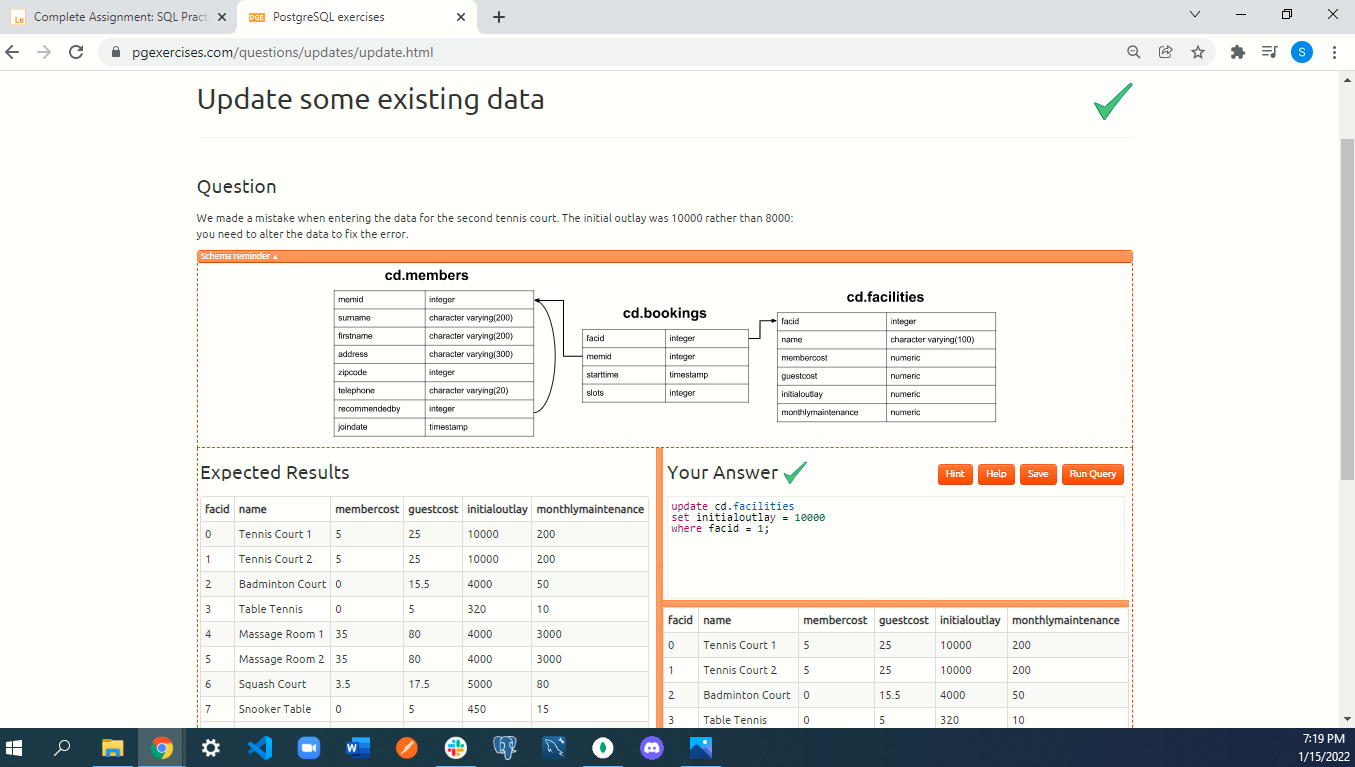 Complete Assignment: SQL Pract
PGE PostgreSQL exercises
pgexercises.com/questions/updates/update.html
S
Update some existing data
Question
We made a mistake when entering the data for the second tennis court. The initial outlay was 10000 rather than 8000:
you need to alter the data to fix the error.
Schema reminder
cd.members
memid integer
surname character varying(200)
firstname character varying(200)
address character varying(300)
zipcode integer
telephone character varying(20)
recommendedby integer
joindate timestamp
cd.bookings
facid integer
memid integer
starttime timestamp
slots integer
cd.facilities
facid integer
name character varying(100)
membercost numeric
guestcost numeric
initialoutlay numeric
monthlymaintenance numeric
Expected Results
facid name membercost guestcost initialoutlay monthlymaintenance
0 Tennis Court 1 5 25 10000 200
1 Tennis Court 2 5 25 10000 200
2 Badminton Court 0 15.5 4000 50
3 Table Tennis 0 5 320 10
4 Massage Room 1 35 80 4000 3000
5 Massage Room 2 35 80 4000 3000
6 Squash Court 3.5 17.5 5000 80
7 Snooker Table 0 5 450 15
Your Answer
Hint Help Save Run Query
update cd.facilities
set initialoutlay = 10000
where facid = 1;
facid name membercost guestcost initialoutlay monthlymaintenance
0 Tennis Court 1 5 25 10000 200
1 Tennis Court 2 5 25 10000 200
2 Badminton Court 0 15.5 4000 50
3 Table Tennis 0 5 320 10
7:19 PM
1/15/2022